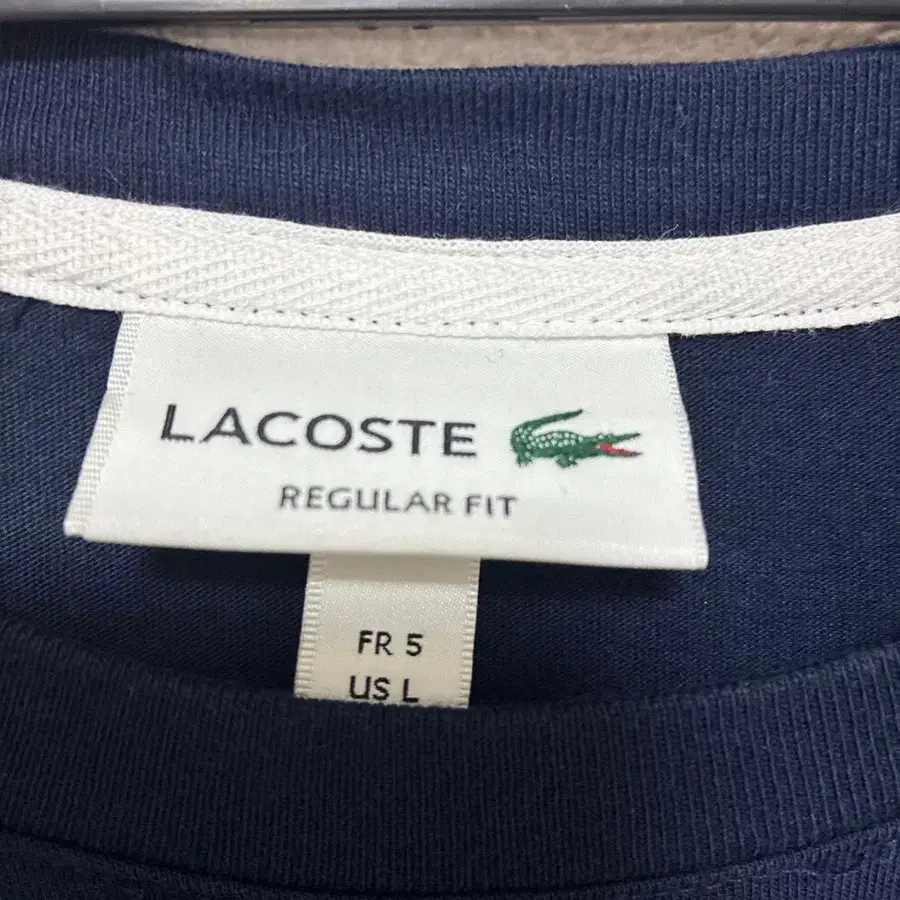 LACOSTE
REGULAR FIT
FR 5
US L